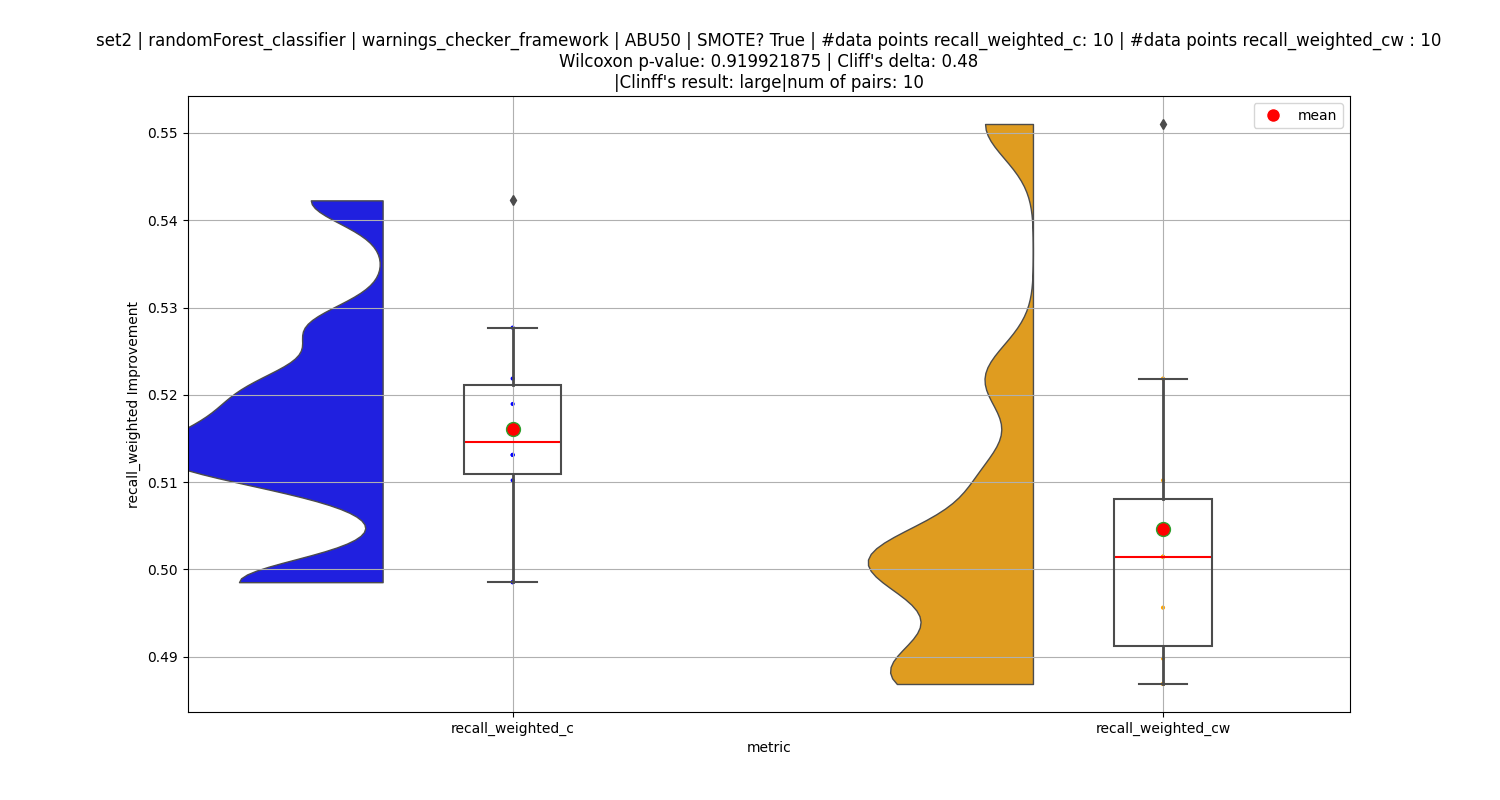 set2 | randomForest_classifier | warnings_checker_framework | ABU50 | SMOTE? True | #data points recall_weighted_c: 10 | #data points recall_weighted_cw : 10
Wilcoxon p-value: 0.919921875 | Cliff's delta: 0.48
|Clinff's result: large|num of pairs: 10
mean
0.55
0.54
0.53
0.52
0.51
0.50
0.49
recall_weighted Improvement
recall_weighted_c
recall_weighted_cw
metric